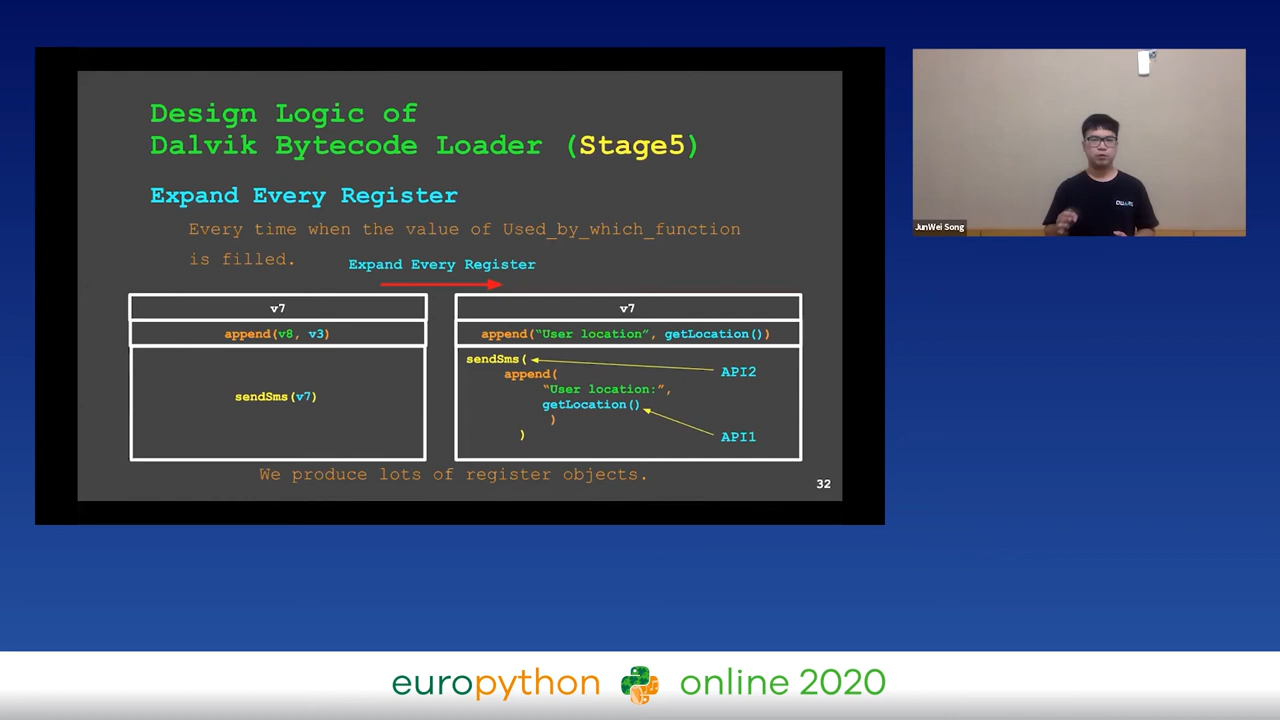 Design Logic of
Dalvik Bytecode Loader (Stage5)
Expand Every Register
Every time when the value of Used_by_which_function
is filled.
Expand Every Register
v7
append(v8, v3)
sendSms(v7)
v7
append(“User location”, getLocation())
sendSms(
append(
“User location:”,
getLocation()
)
)
API2
API1
We produce lots of register objects.
32
JunWei Song
europython online 2020